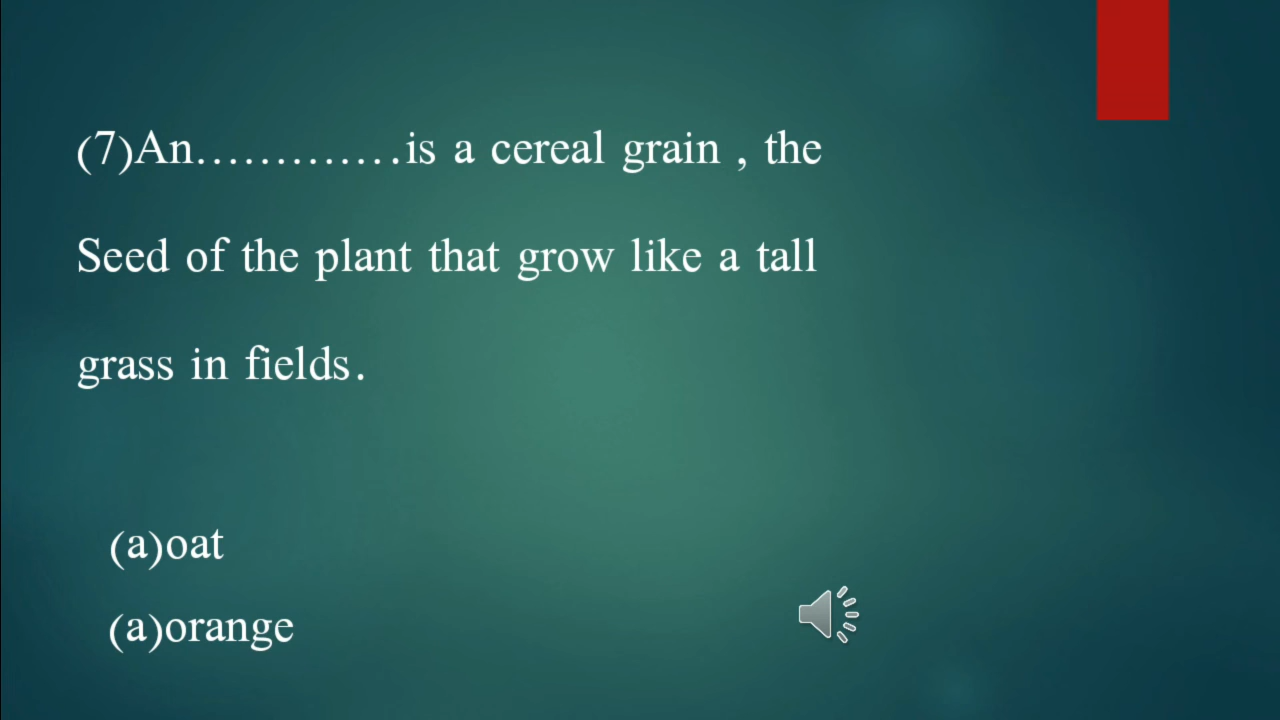 (7)An.............is a cereal grain , the
Seed of the plant that grow like a tall
grass in fields.
(a)oat
(a)orange